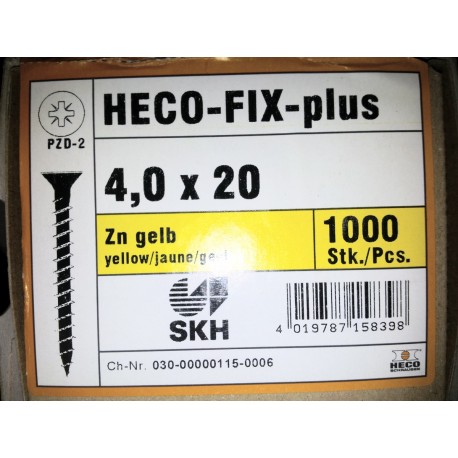 HECO-FIX-plus
PZD-2
4,0 x 20
Zn gelb
yellow/jaune/
1000
Stk./Pcs.
SKH
4 019787 158398
Ch-Nr. 030-00000115-0006
HECO
SCHRAUBEN